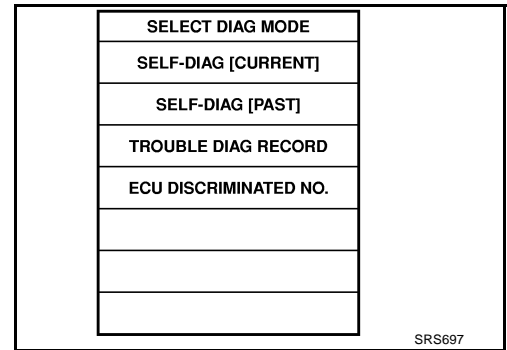 SELECT DIAG MODE
SELF-DIAG [CURRENT]
SELF-DIAG [PAST]
TROUBLE DIAG RECORD
ECU DISCRIMINATED NO.
SRS697